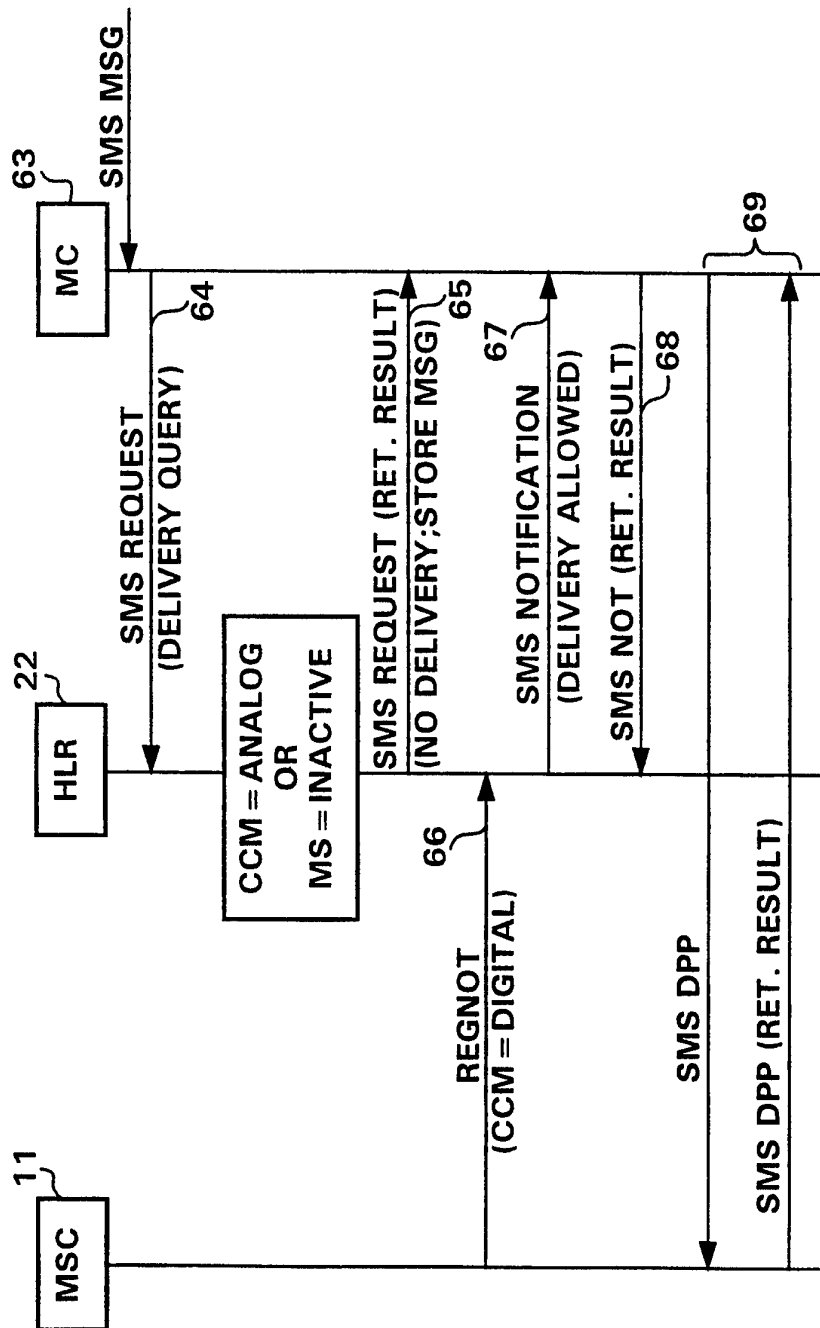 MSC
11
HLR
22
MC
63
SMS MSG
SMS REQUEST
(DELIVERY QUERY)
64
CCM = ANALOG
OR
MS = INACTIVE
SMS REQUEST (RET. RESULT)
(NO DELIVERY;STORE MSG)
65
REGNOT
(CCM = DIGITAL)
66
SMS NOTIFICATION
(DELIVERY ALLOWED)
67
SMS NOT (RET. RESULT)
68
SMS DPP
SMS DPP (RET. RESULT)
69